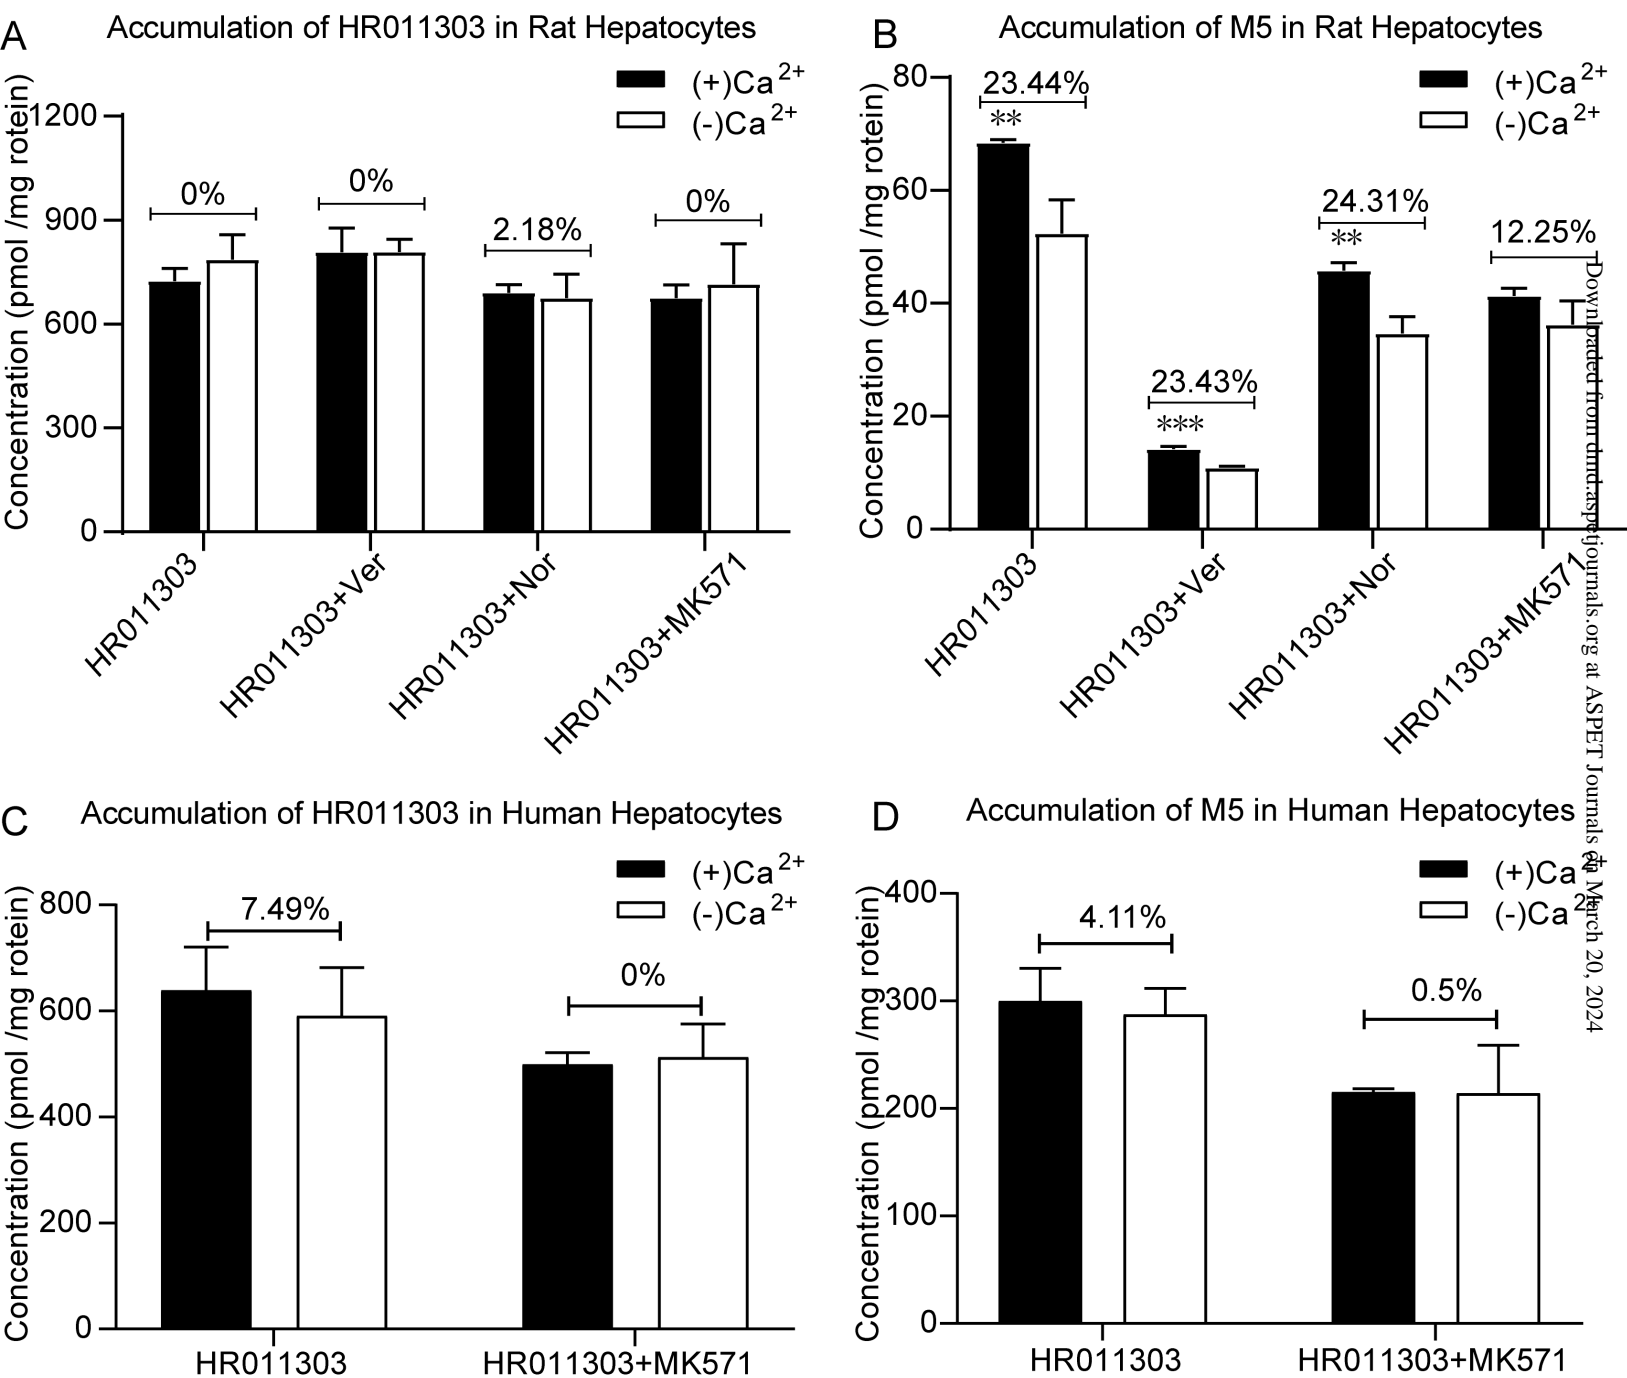 A
Accumulation of HR011303 in Rat Hepatocytes
(+)Ca2+
(-)Ca2+
Concentration (pmol /mg rotein)
1200
900
600
300
0
0%
0%
2.18%
0%
HR011303
HR011303+Ver
HR011303+Nor
HR011303+MK571
B
Accumulation of M5 in Rat Hepatocytes
(+)Ca2+
(-)Ca2+
Concentration (pmol /mg rotein)
80
60
40
20
0
23.44%
**
23.43%
***
24.31%
**
12.25%
HR011303
HR011303+Ver
HR011303+Nor
HR011303+MK571
C
Accumulation of HR011303 in Human Hepatocytes
(+)Ca2+
(-)Ca2+
Concentration (pmol /mg rotein)
800
600
400
200
0
7.49%
0%
HR011303
HR011303+MK571
D
Accumulation of M5 in Human Hepatocytes
(+)Ca2+
(-)Ca2+
Concentration (pmol /mg rotein)
400
300
200
100
0
4.11%
0.5%
HR011303
HR011303+MK571
Downloaded from dmd.aspetjournals.org at ASPET Journals on March 20, 2024